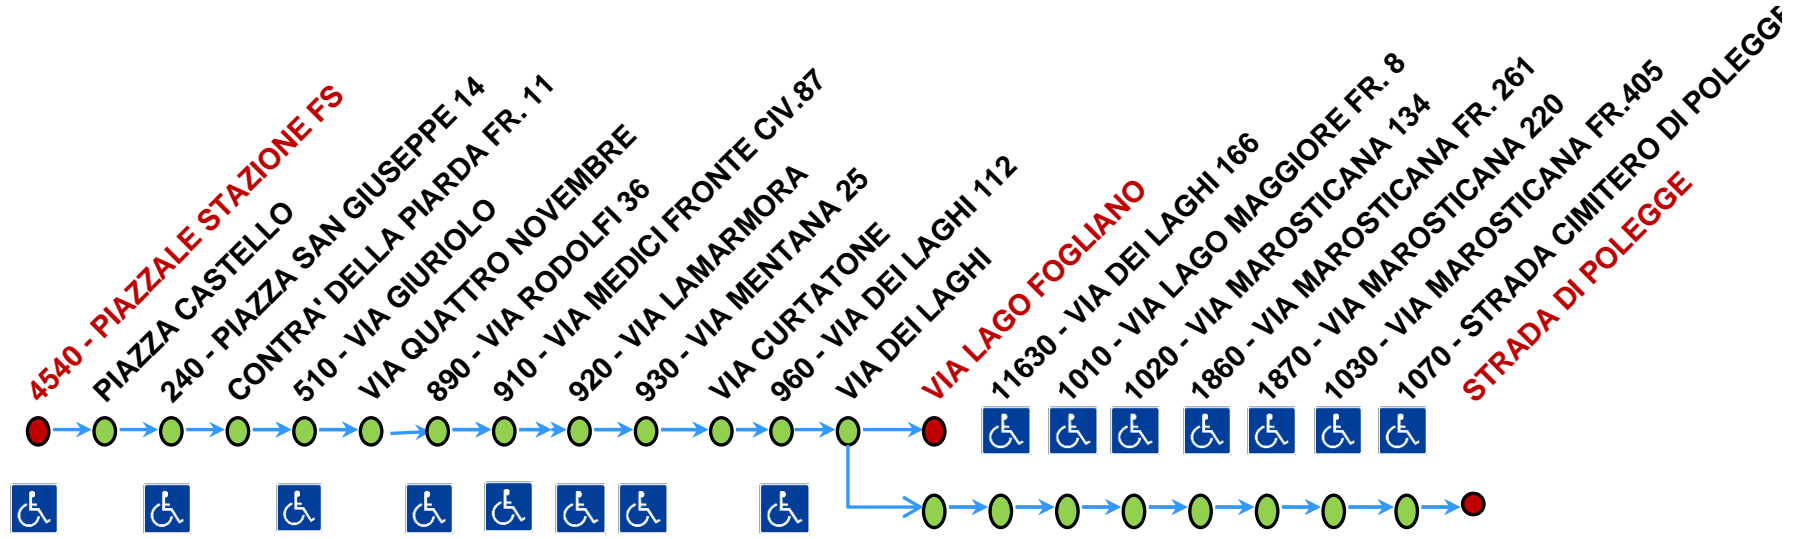 4540 - PIAZZALE STAZIONE FS
PIAZZA CASTELLO
240 - PIAZZA SAN GIUSEPPE 14
CONTRA' DELLA PIARDA FR. 11
510 - VIA GIURIOLO
VIA QUATTRO NOVEMBRE
890 - VIA RODOLFI 36
910 - VIA MEDICI FRONTE CIV.87
920 - VIA LAMARMORA
930 - VIA MENTANA 25
VIA CURTATONE
960 - VIA DEI LAGHI 112
VIA DEI LAGHI
VIA LAGO FOGLIANO
11630 - VIA DEI LAGHI 166
1010 - VIA LAGO MAGGIORE FR. 8
1020 - VIA MAROSTICANA 134
1860 - VIA MAROSTICANA FR. 261
1870 - VIA MAROSTICANA 220
1030 - VIA MAROSTICANA FR.405
1070 - STRADA CIMITERO DI POLEGGE
STRADA DI POLEGGE